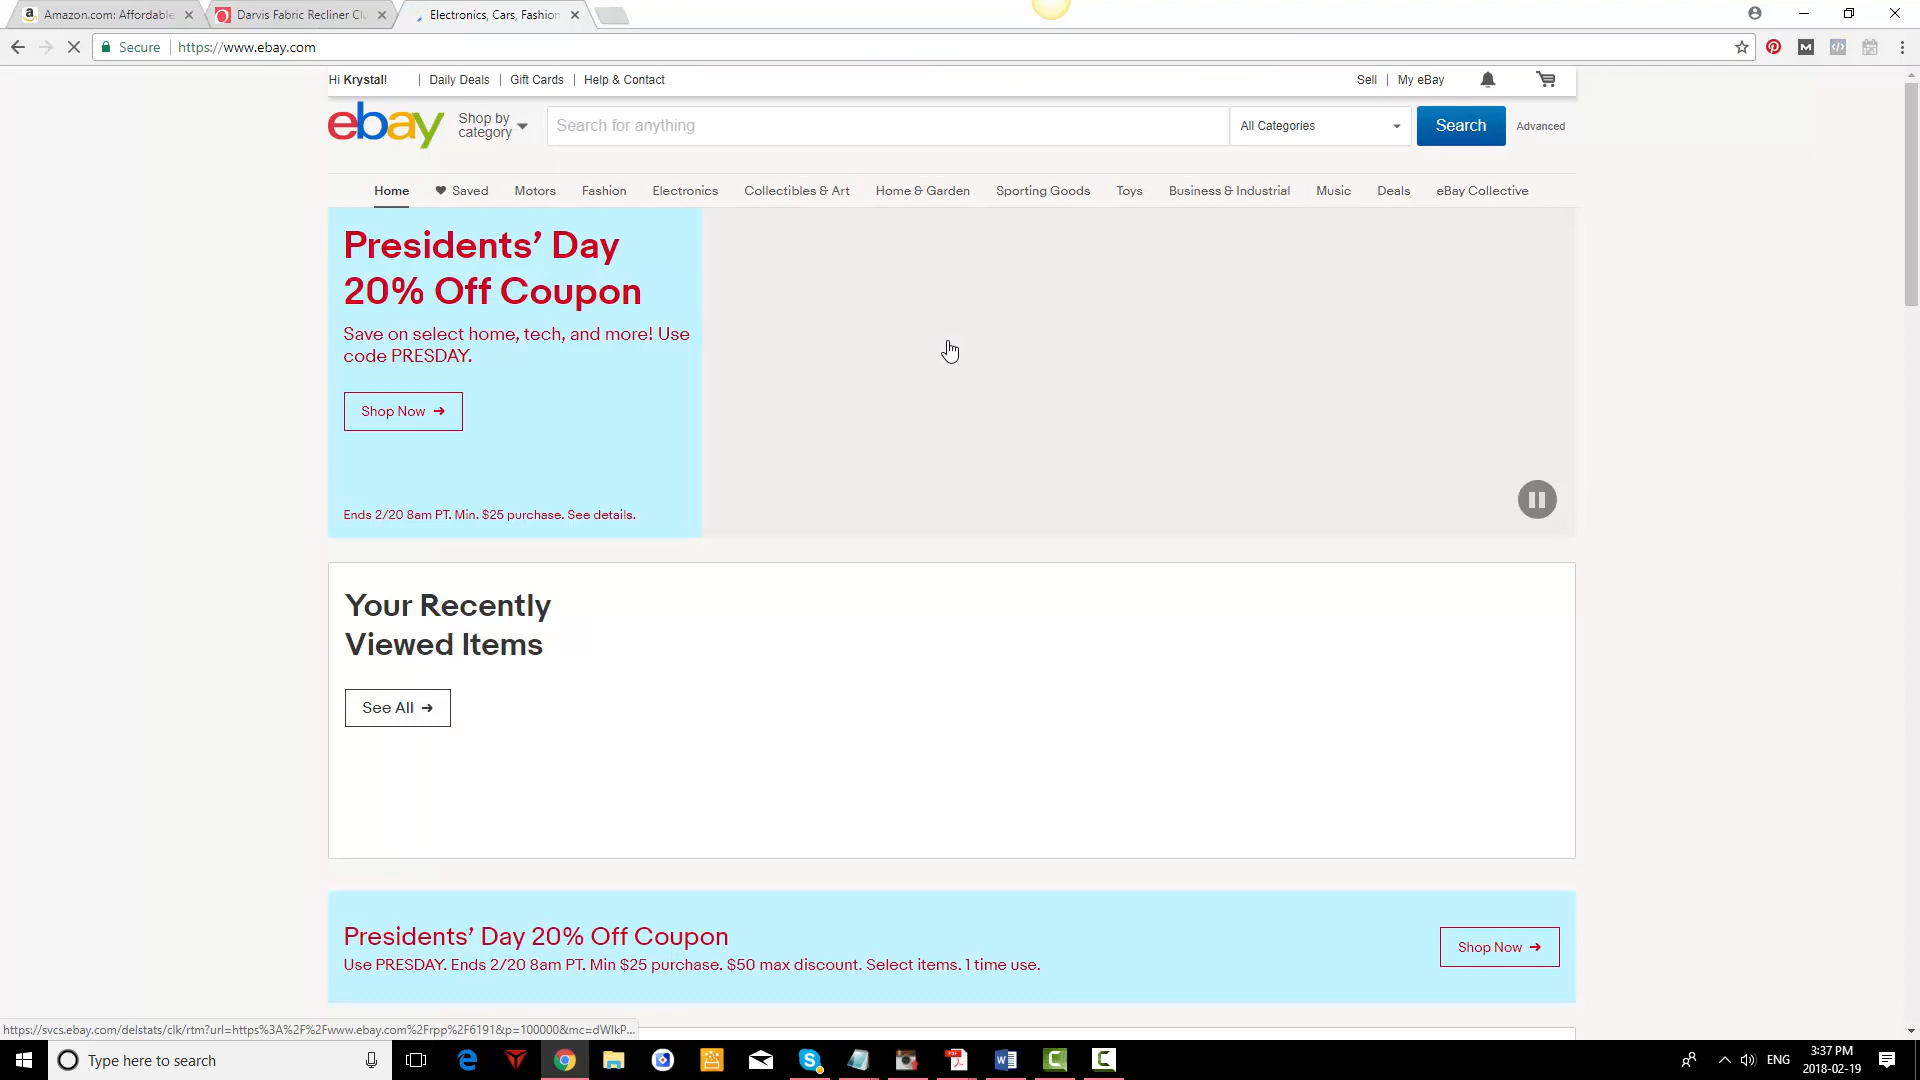 Amazon.com: Affordable
Darvis Fabric Recliner Clu
Electronics, Cars, Fashion
Secure
https://www.ebay.com
Hi Krystal! | Daily Deals | Gift Cards | Help & Contact
Sell | My eBay
ebay
Shop by
category
Search for anything
All Categories
Search
Advanced
Home
Saved
Motors
Fashion
Electronics
Collectibles & Art
Home & Garden
Sporting Goods
Toys
Business & Industrial
Music
Deals
eBay Collective
Presidents’ Day
20% Off Coupon
Save on select home, tech, and more! Use
code PRESDAY.
Shop Now
Ends 2/20 8am PT. Min. $25 purchase. See details.
Your Recently
Viewed Items
See All
Presidents’ Day 20% Off Coupon
Use PRESDAY. Ends 2/20 8am PT. Min $25 purchase. $50 max discount. Select items. 1 time use.
Shop Now
https://svcs.ebay.com/delstats/clk/rtm?url=https%3A%2F%2Fwww.ebay.com%2Frpp%2F6191&p=100000&mc=dWlkP...
Type here to search
ENG
3:37 PM
2018-02-19